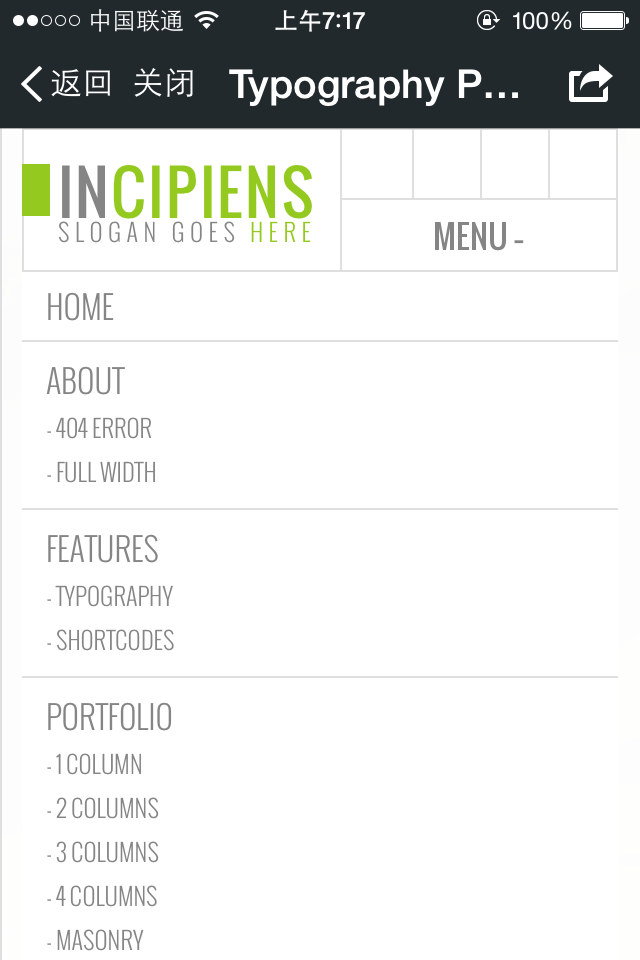 中国联通 上午7:17 100%
返回 关闭 Typography P...
INCIPIENS
SLOGAN GOES HERE
MENU -
HOME
ABOUT
- 404 ERROR
- FULL WIDTH
FEATURES
- TYPOGRAPHY
- SHORTCODES
PORTFOLIO
- 1 COLUMN
- 2 COLUMNS
- 3 COLUMNS
- 4 COLUMNS
- MASONRY